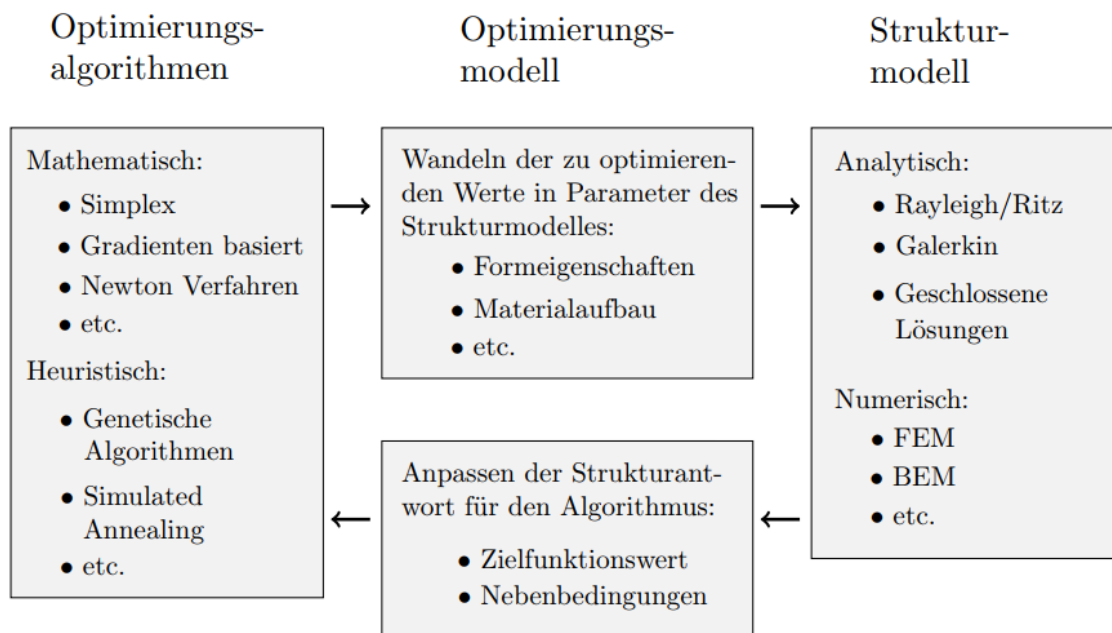 Optimierungs-
algorithmen
Optimierungs-
modell
Struktur-
modell
Mathematisch:
• Simplex
• Gradienten basiert
• Newton Verfahren
• etc.
Heuristisch:
• Genetische
Algorithmen
• Simulated
Annealing
• etc.
Wandeln der zu optimieren-
den Werte in Parameter des
Strukturmodelles:
• Formeigenschaften
• Materialaufbau
• etc.
Anpassen der Strukturant-
wort für den Algorithmus:
• Zielfunktionswert
• Nebenbedingungen
Analytisch:
• Rayleigh/Ritz
• Galerkin
• Geschlossene
Lösungen
Numerisch:
• FEM
• BEM
• etc.